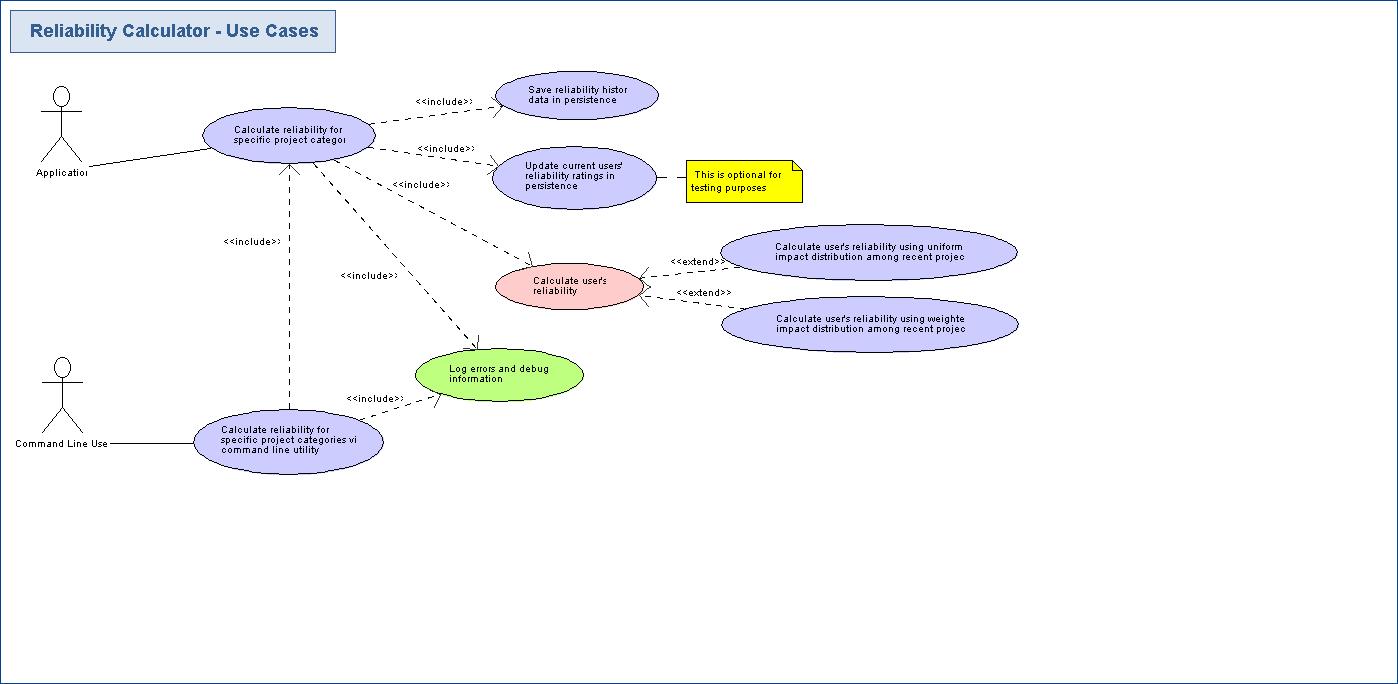 Reliability Calculator - Use Cases
Save reliability histor
data in persistence
<<include>>
Calculate reliability for
specific project categor
<<include>>
Update current users'
reliability ratings in
persistence
This is optional for
testing purposes
Application
<<include>>
<<include>>
Calculate user's reliability using uniform
impact distribution among recent projec
<<extend>>
<<include>>
Calculate user's
reliability
<<extend>>
Calculate user's reliability using weighte
impact distribution among recent projec
Log errors and debug
information
<<include>>
Calculate reliability for
specific project categories vi
command line utility
Command Line Use